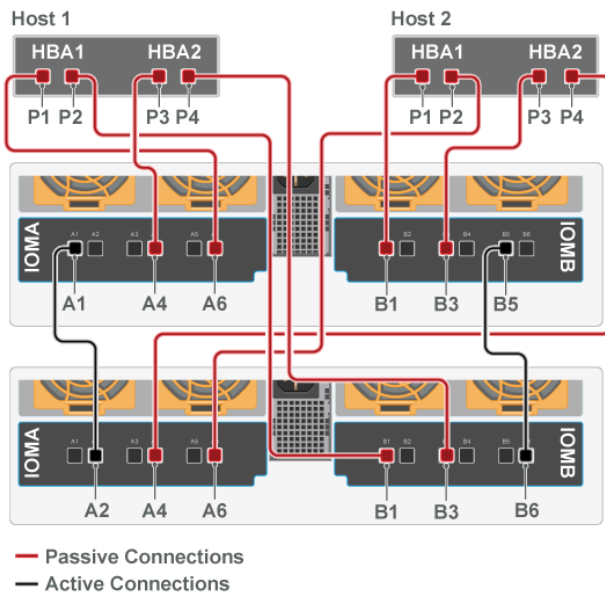 Host 1
Host 2
HBA1 HBA2
HBA1 HBA2
P1 P2 P3 P4
P1 P2 P3 P4
IOMA
A1 A2 A3 A5
B2 B4 B5 B6
IOMB
A1 A4 A6
B1 B3 B5
IOMA
A1 A3 A5
B1 B2 B4 B5
IOMB
A2 A4 A6
B1 B3 B6
Passive Connections
Active Connections